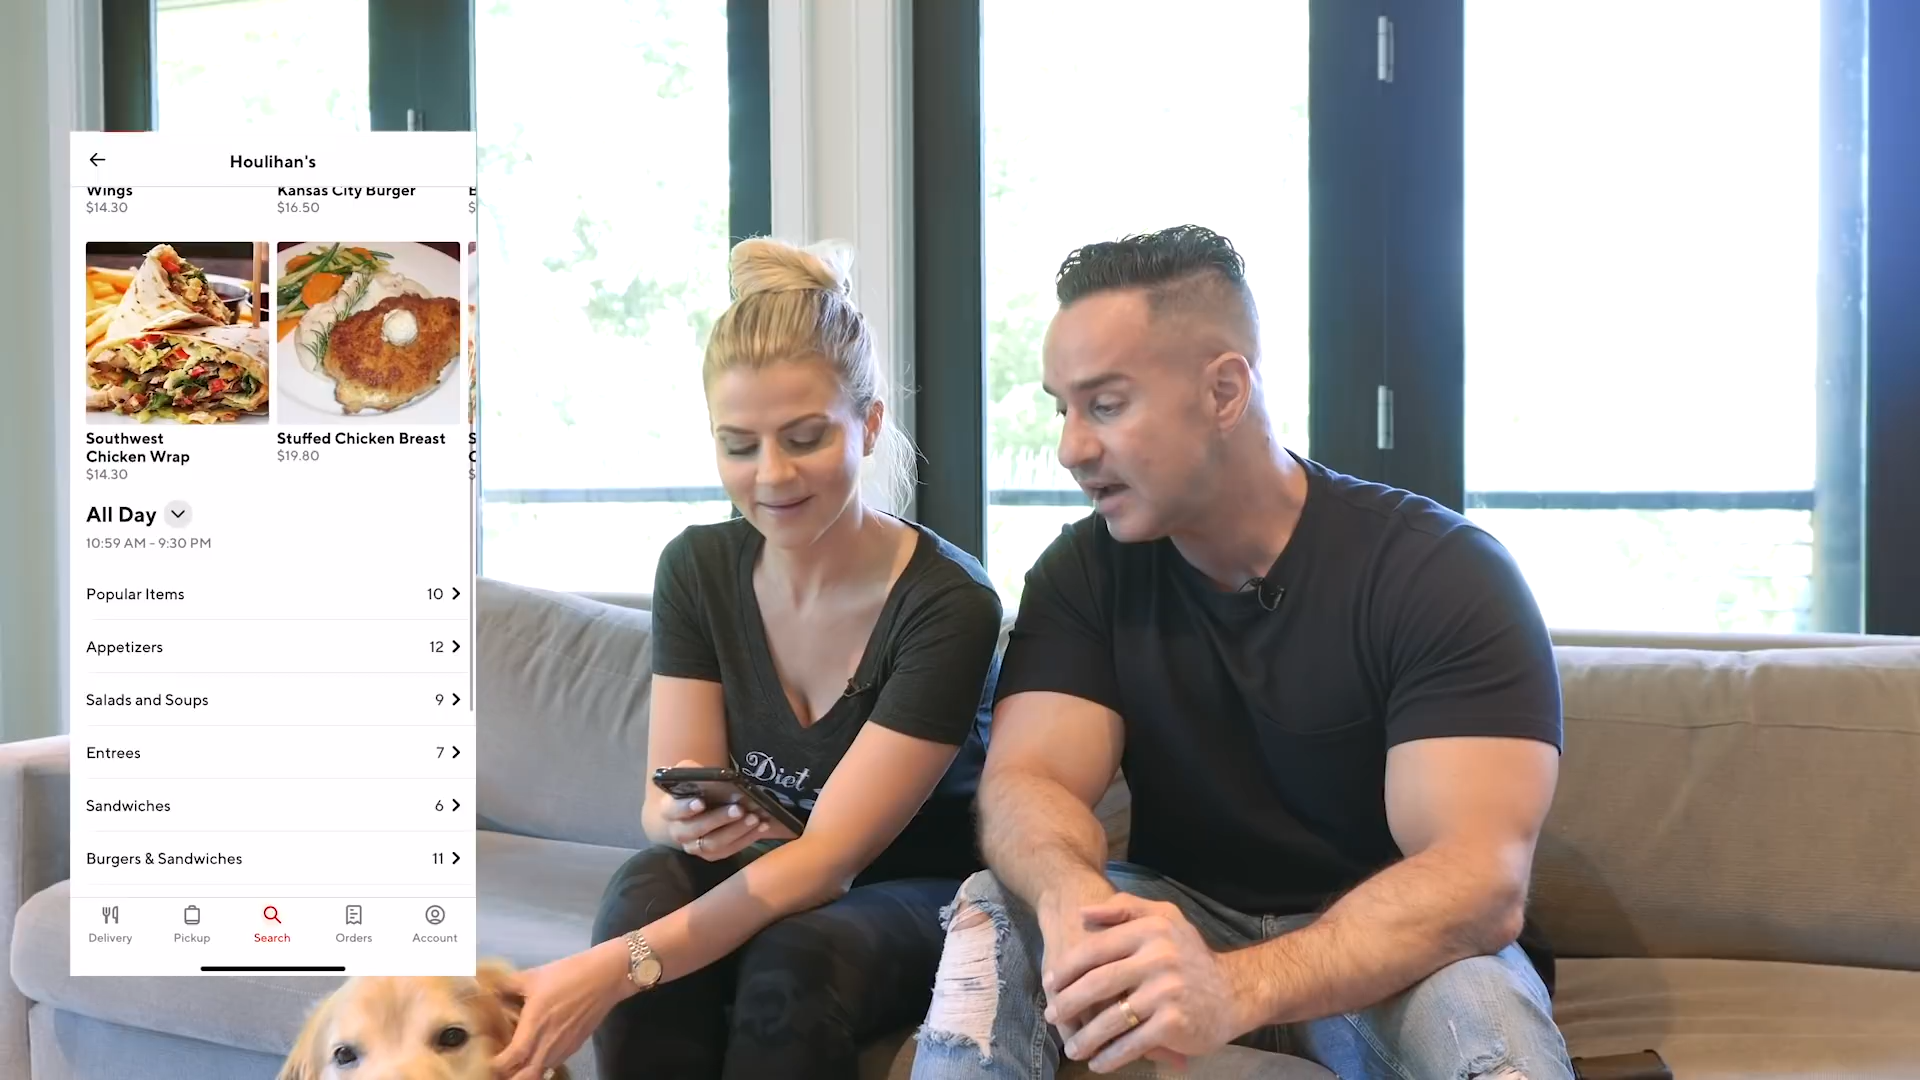 Houlihan's
Wings
Kansas City Burger
$14.30
$16.50
$
Southwest
Chicken Wrap
Stuffed Chicken Breast
$14.30
$19.80
$
All Day
10:59 AM - 9:30 PM
Popular Items 10
Appetizers 12
Salads and Soups 9
Entrees 7
Sandwiches 6
Burgers & Sandwiches 11
Delivery
Pickup
Search
Orders
Account
Diet